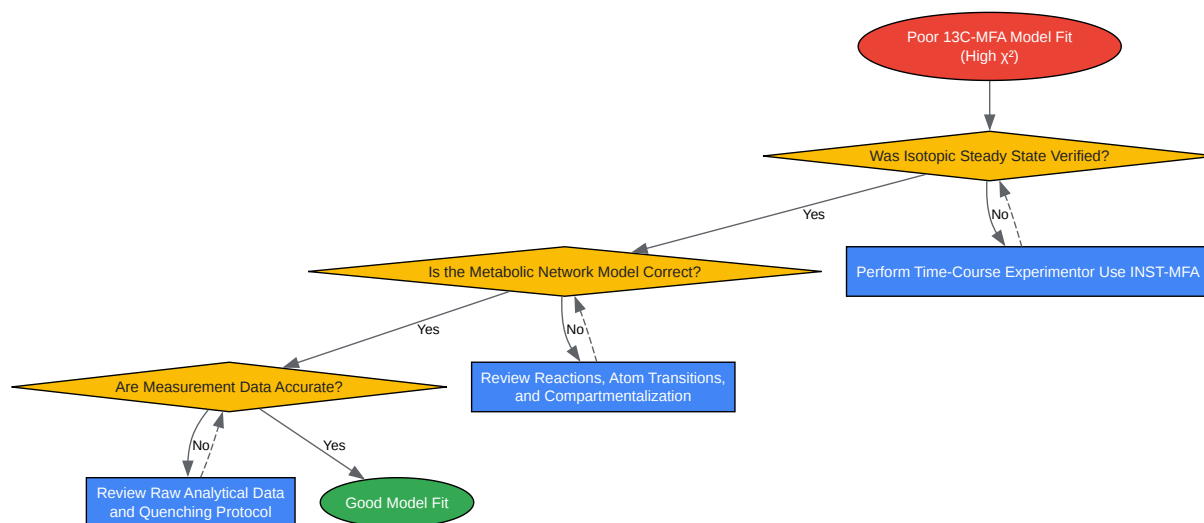 Poor 13C-MFA Model Fit
(High χ²)
Was Isotopic Steady State Verified?
Yes
No
Is the Metabolic Network Model Correct?
Perform Time-Course Experimentor Use INST-MFA
Yes
No
Are Measurement Data Accurate?
Review Reactions, Atom Transitions,
and Compartmentalization
No
Yes
Review Raw Analytical Data
and Quenching Protocol
Good Model Fit